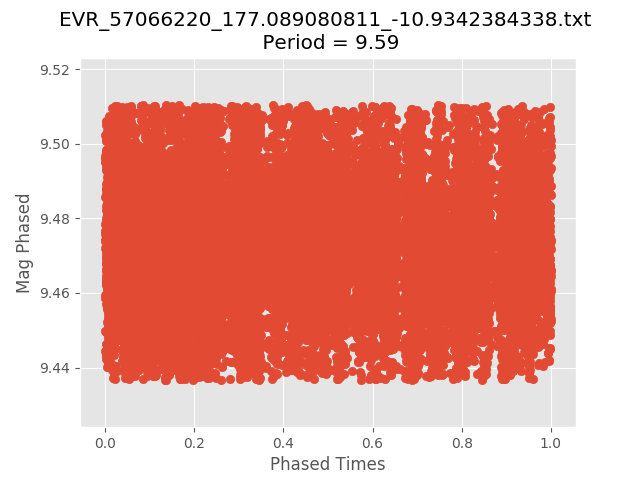 EVR_57066220_177.089080811_-10.9342384338.txt
Period = 9.59
9.52
9.50
9.48
9.46
9.44
Mag Phased
0.0 0.2 0.4 0.6 0.8 1.0
Phased Times